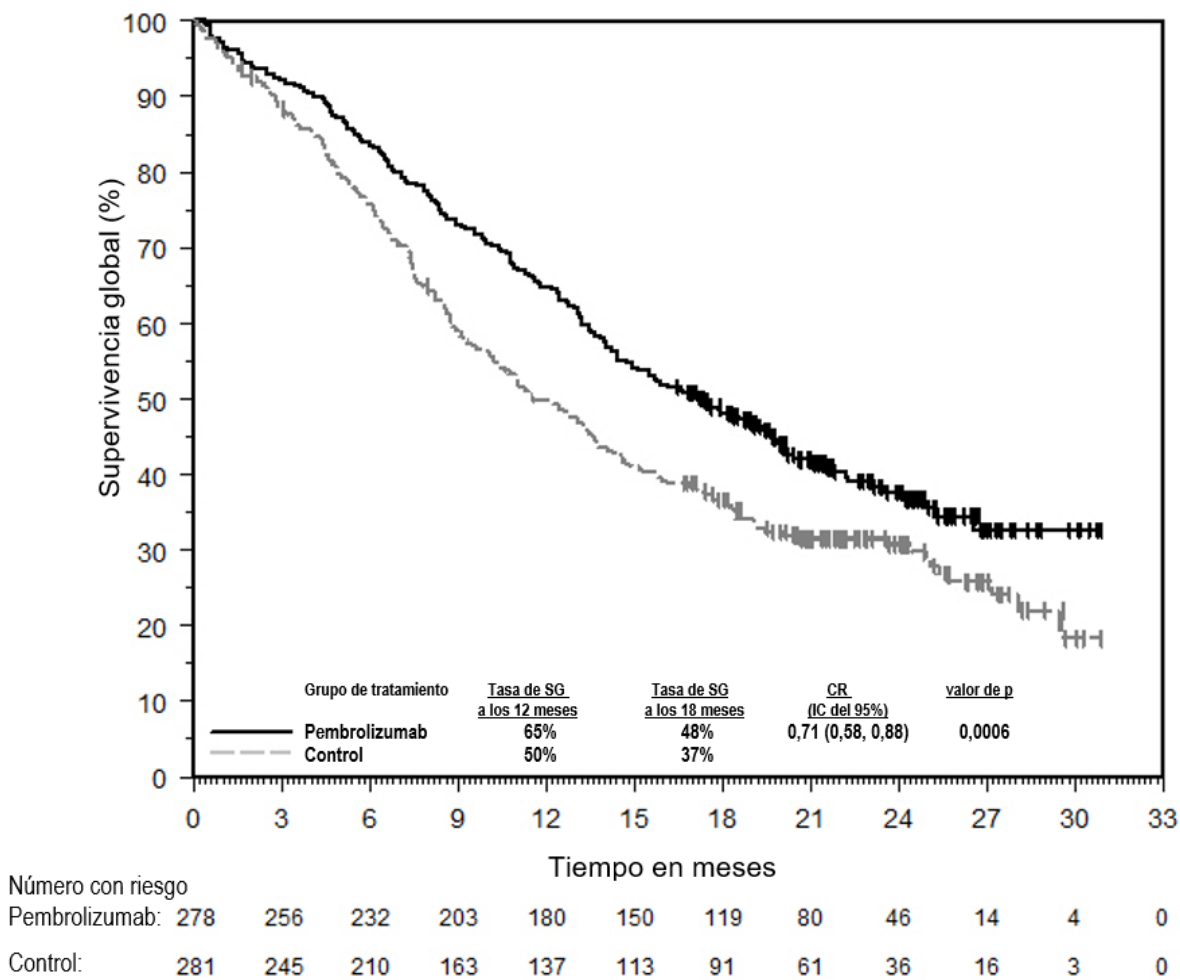 100
90
80
70
60
50
40
30
20
10
0
Supervivencia global (%)
Grupo de tratamiento Tasa de SG Tasa de SG CR valor de p
a los 12 meses a los 18 meses (IC del 95%)
Pembrolizumab 65% 48% 0,71 (0,58, 0,88) 0,0006
Control 50% 37%
0 3 6 9 12 15 18 21 24 27 30 33
Tiempo en meses
Número con riesgo
Pembrolizumab: 278 256 232 203 180 150 119 80 46 14 4 0
Control: 281 245 210 163 137 113 91 61 36 16 3 0